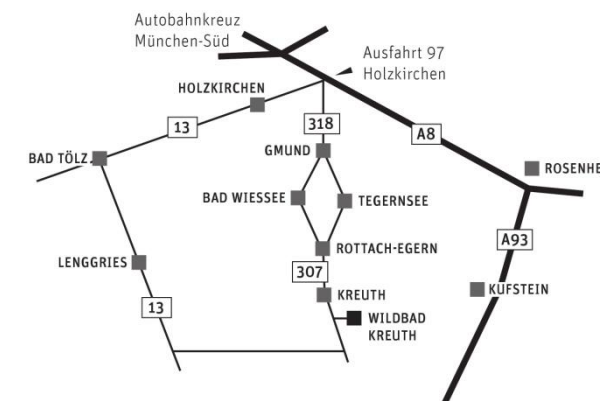 Autobahnkreuz
München-Süd
Ausfahrt 97
Holzkirchen
HOLZKIRCHEN
13
318
A8
GMUND
BAD TÖLZ
ROSENHE
BAD WIESSEE
TEGERNSEE
A93
ROTTACH-EGERN
LENGGRIES
307
KREUTH
KUFSTEIN
13
WILDBAD
KREUTH